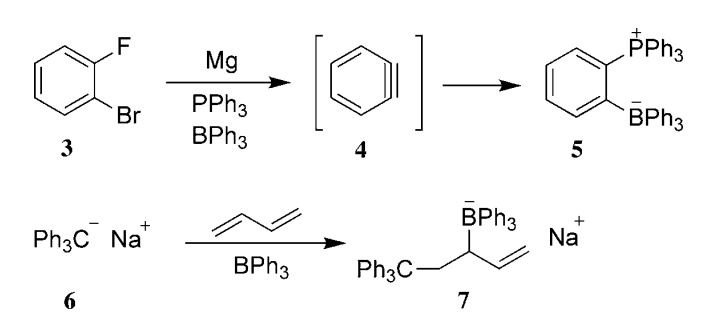 F
Br
3
Mg
PPh3
BPh3
4
+
PPh3
−
BPh3
5
Ph3C− Na+
6
BPh3
−
BPh3
Na+
Ph3C
7